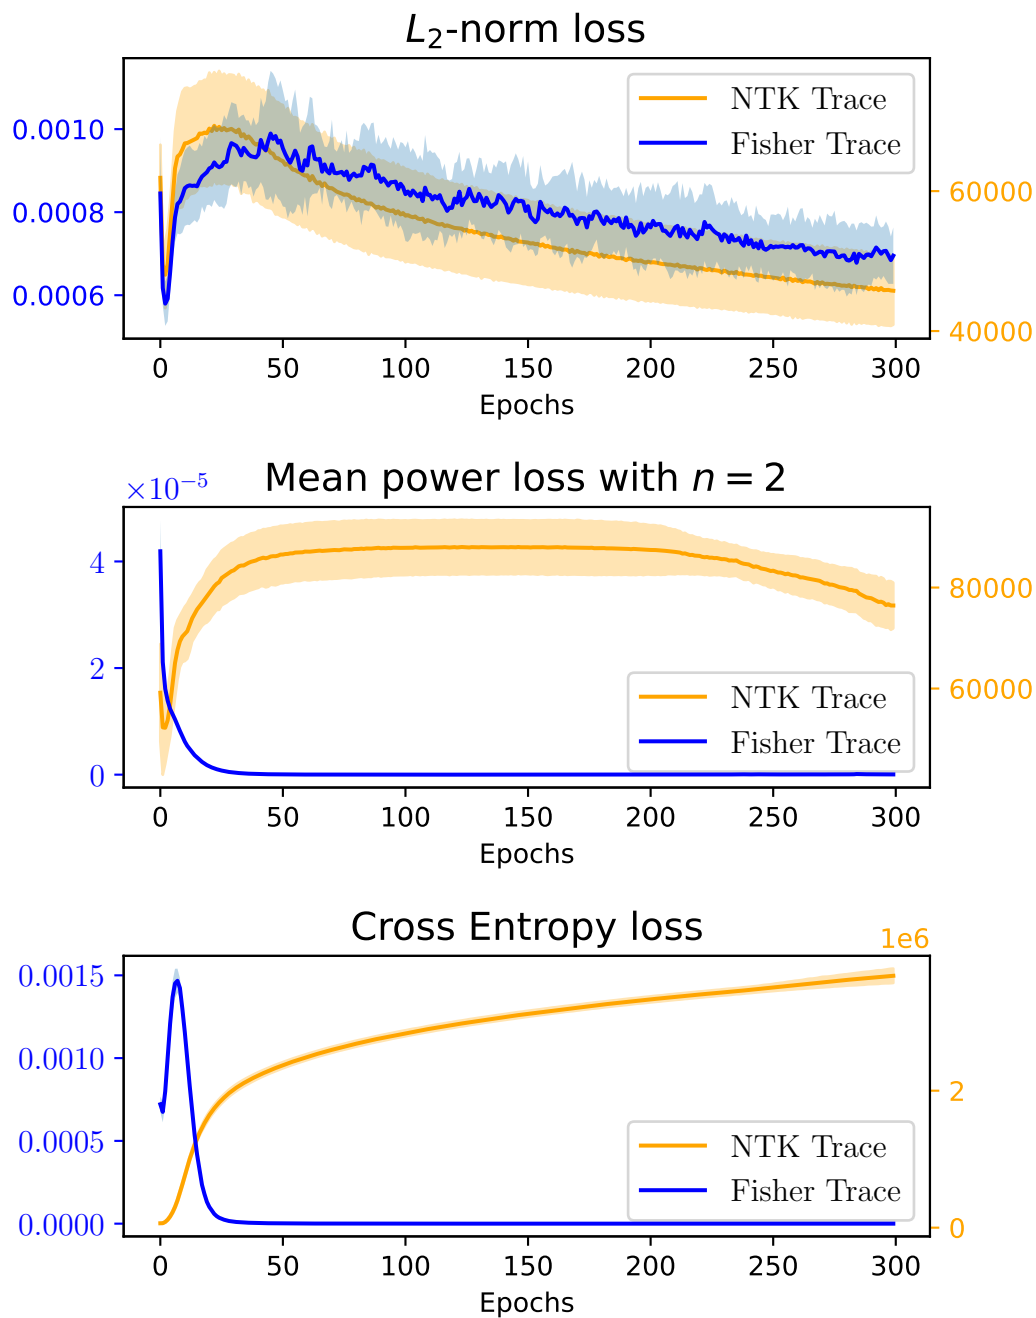 L₂-norm loss
NTK Trace
Fisher Trace
0.0010
0.0008
0.0006
60000
40000
0 50 100 150 200 250 300
Epochs
×10⁻⁵
Mean power loss with n = 2
4
2
0
80000
60000
NTK Trace
Fisher Trace
0 50 100 150 200 250 300
Epochs
Cross Entropy loss
1e6
0.0015
0.0010
0.0005
0.0000
2
0
NTK Trace
Fisher Trace
0 50 100 150 200 250 300
Epochs